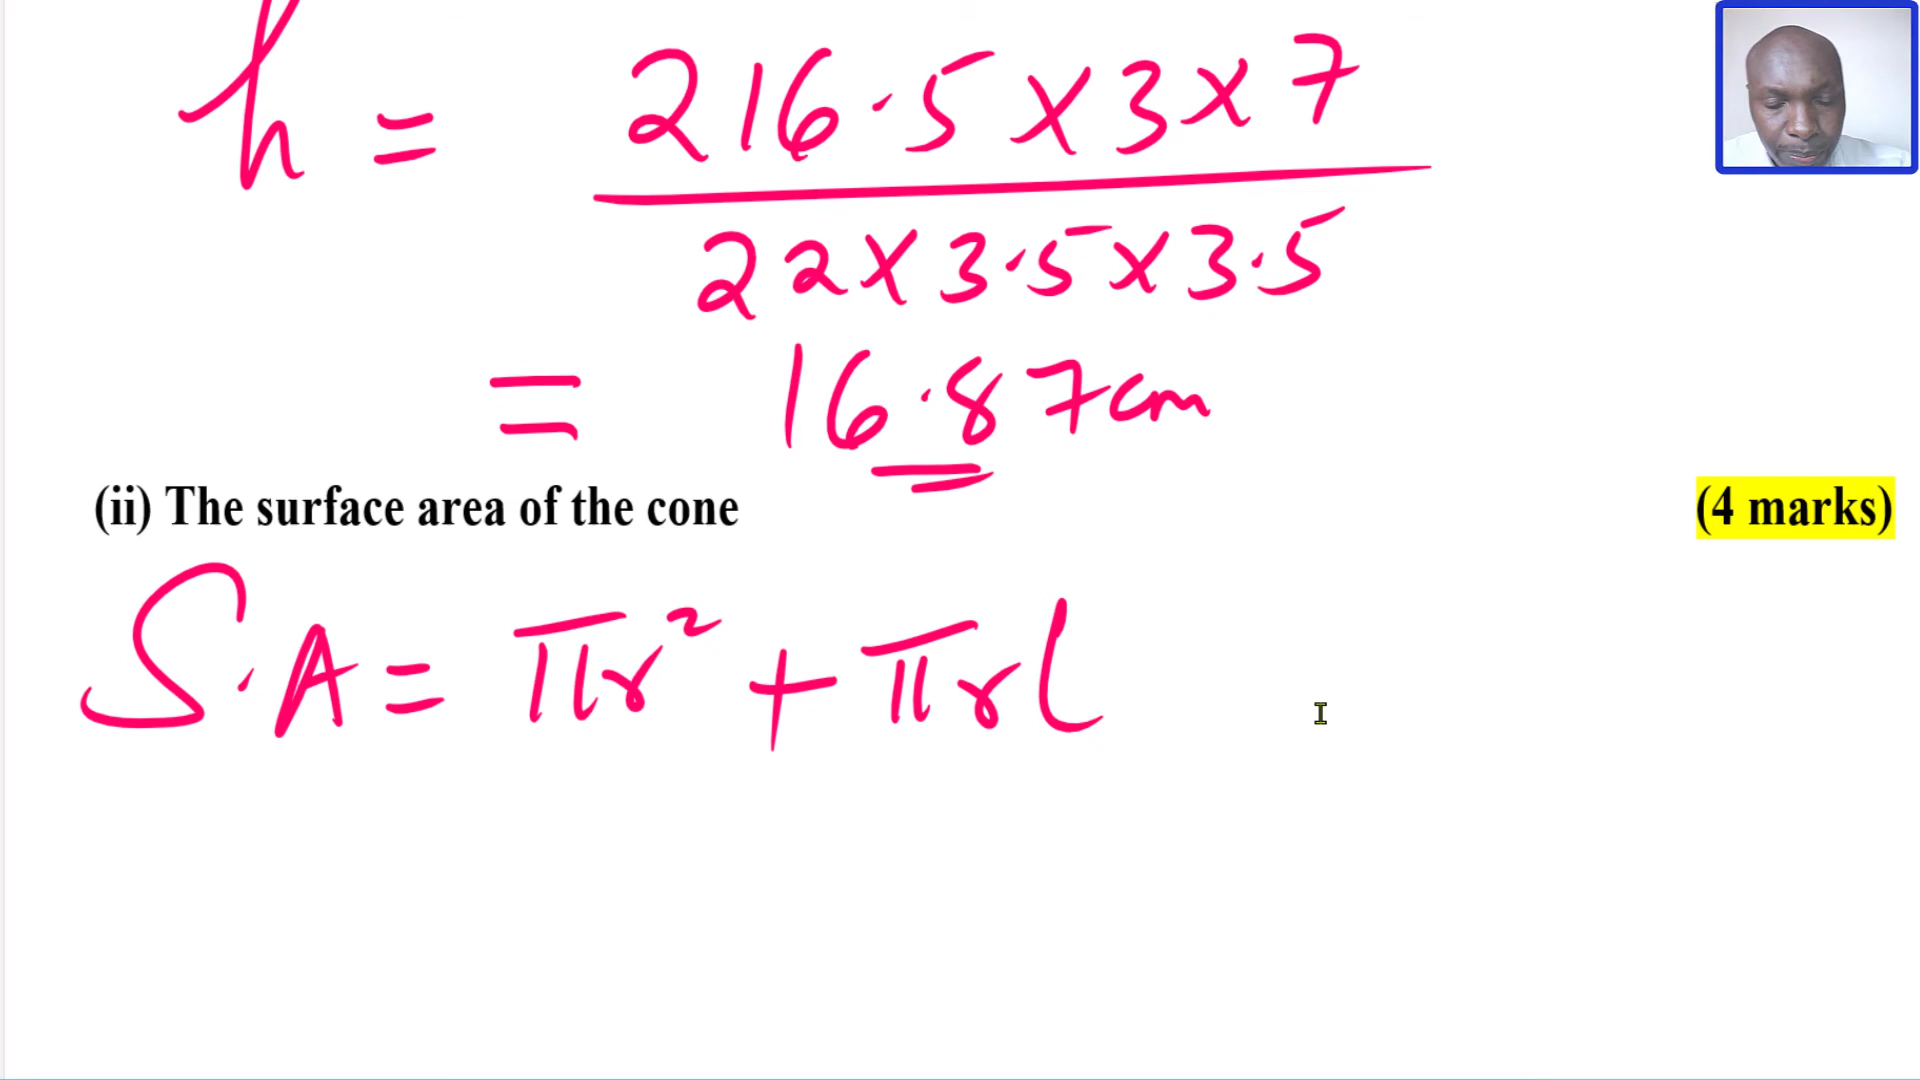 h = 216.5 x 3 x 7
22 x 3.5 x 3.5
= 16.87cm
(ii) The surface area of the cone (4 marks)
S.A = πr² + πrl